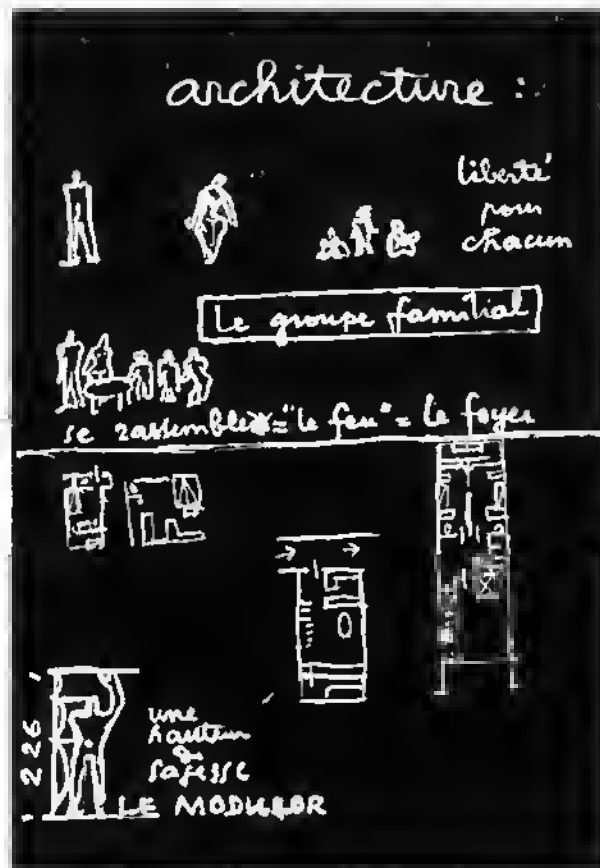 architecture :
liberté
pour
chacun
Le groupe familial
se rassemble = "le feu" = le foyer
226
une
hauteur
de
sagesse
LE MODULOR